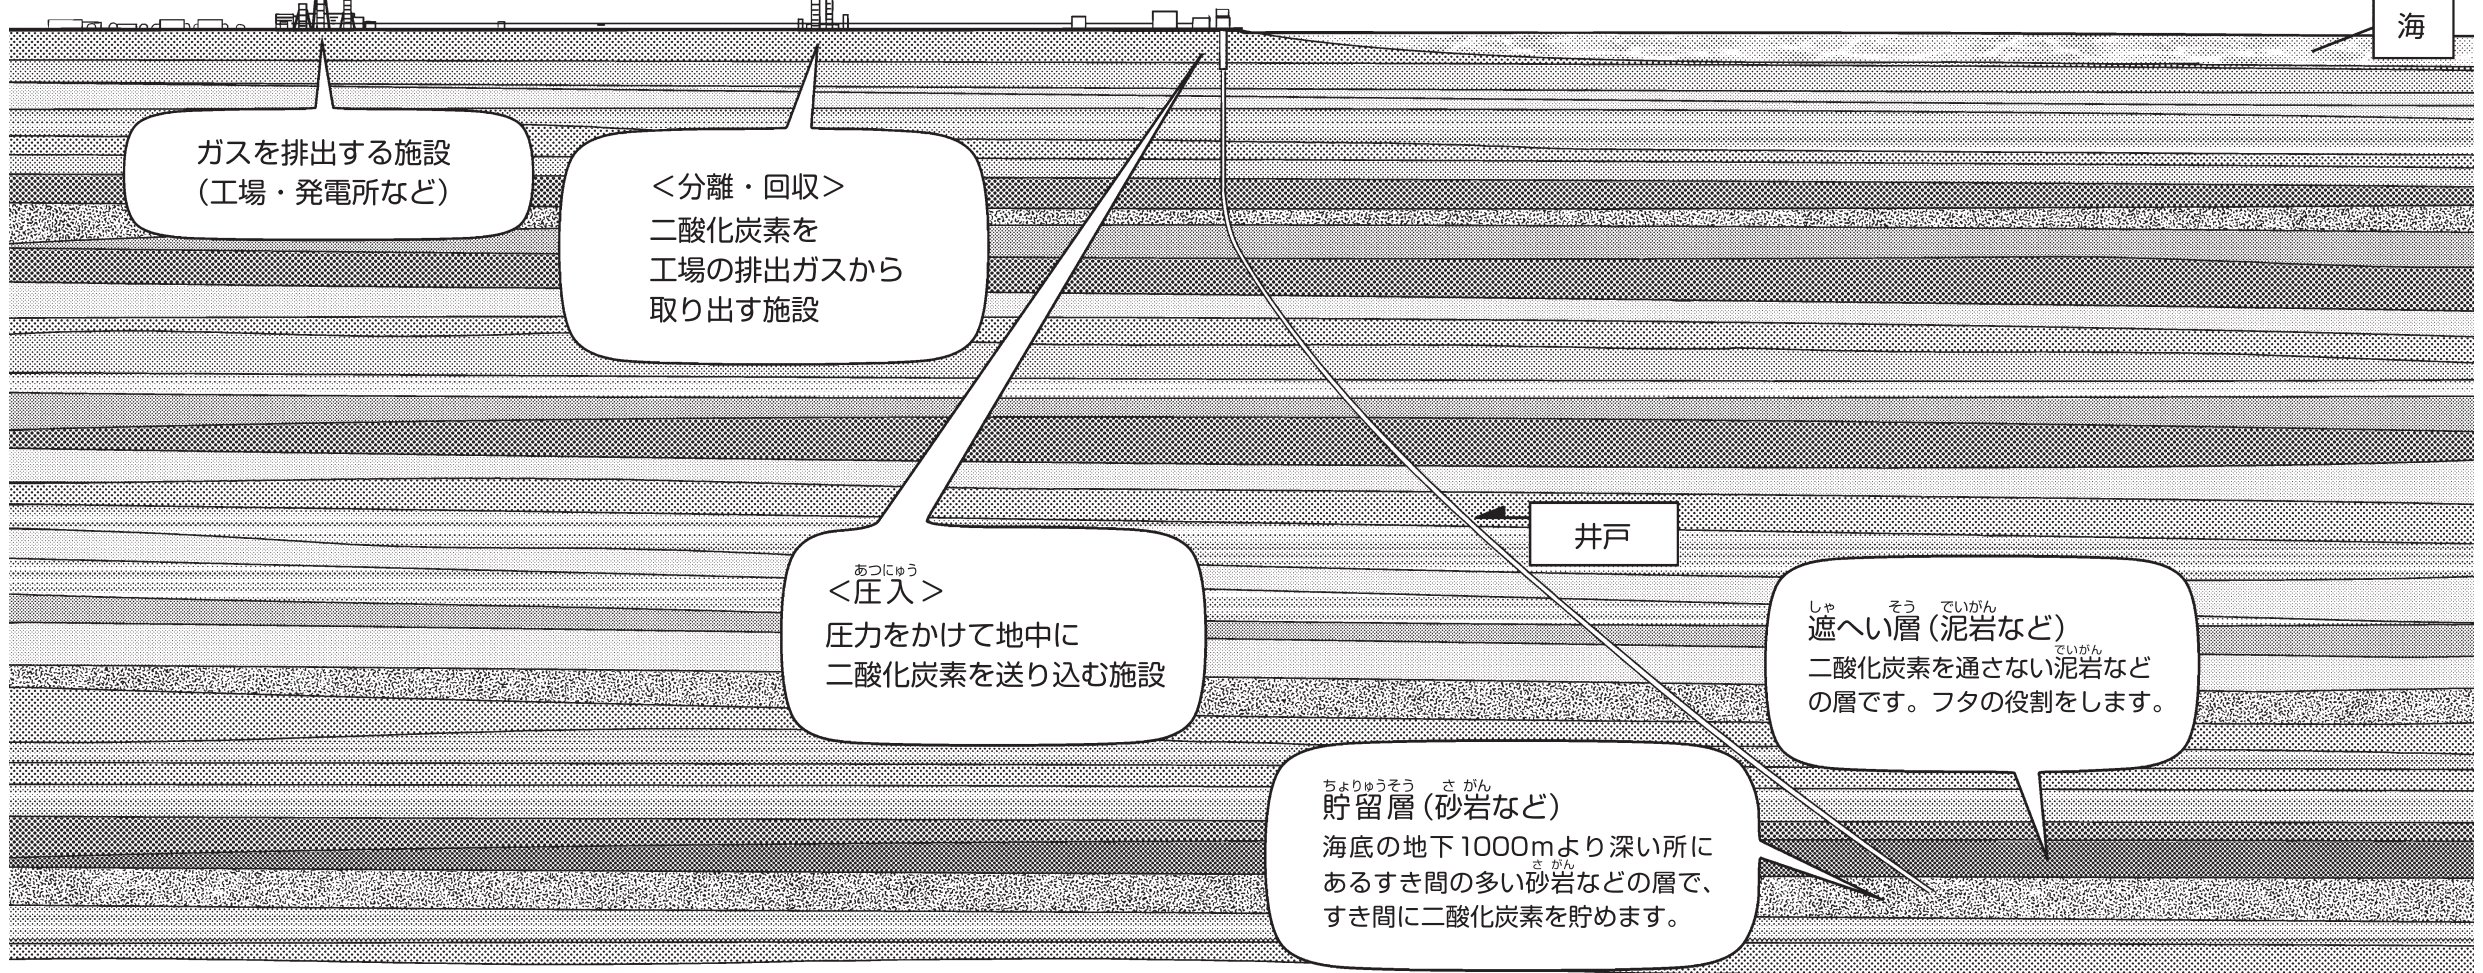 海
ガスを排出する施設
（工場・発電所など）
＜分離・回収＞
二酸化炭素を
工場の排出ガスから
取り出す施設
井戸
あつにゅう
＜圧入＞
圧力をかけて地中に
二酸化炭素を送り込む施設
しゃ そう でいがん
遮へい層（泥岩など）
でいがん
二酸化炭素を通さない泥岩など
の層です。フタの役割をします。
ちょりゅうそう さ がん
貯留層（砂岩など）
海底の地下1000mより深い所に
さ がん
あるすき間の多い砂岩などの層で、
すき間に二酸化炭素を貯めます。